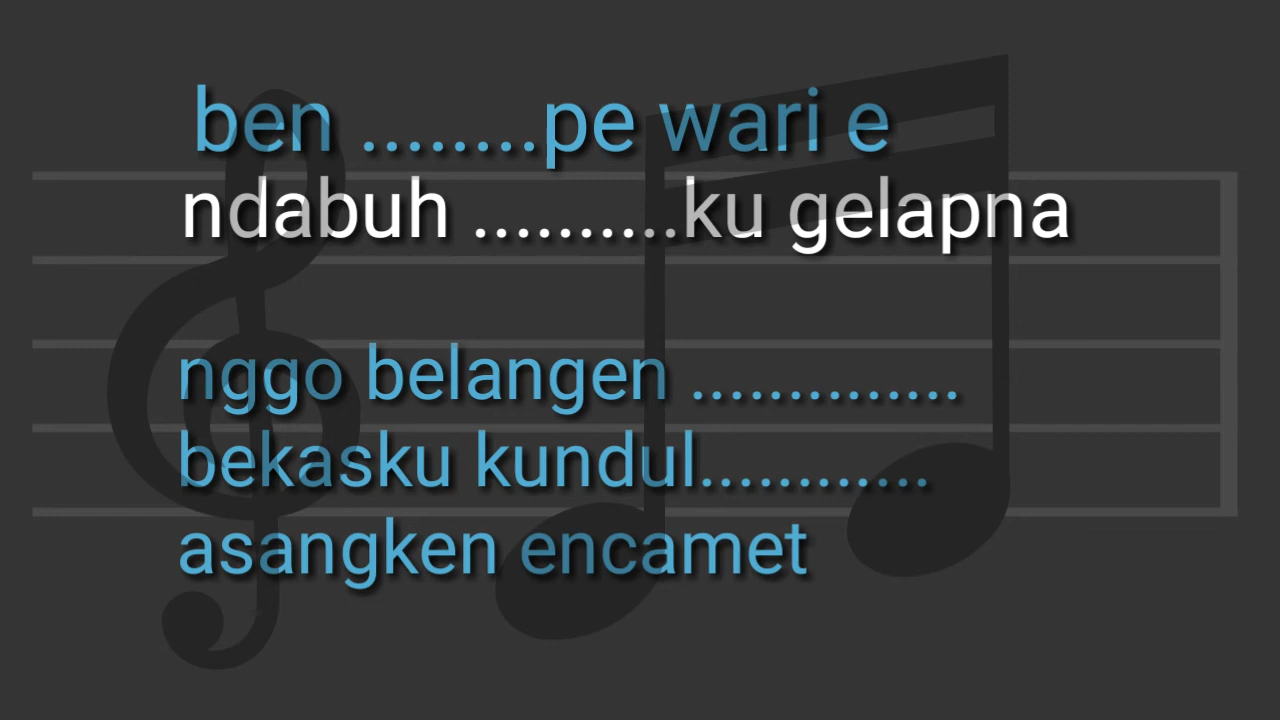 ben ........pe wari e
ndabuh ..........ku gelapna
nggo belangen ..............
bekasku kundul............
asangken encamet